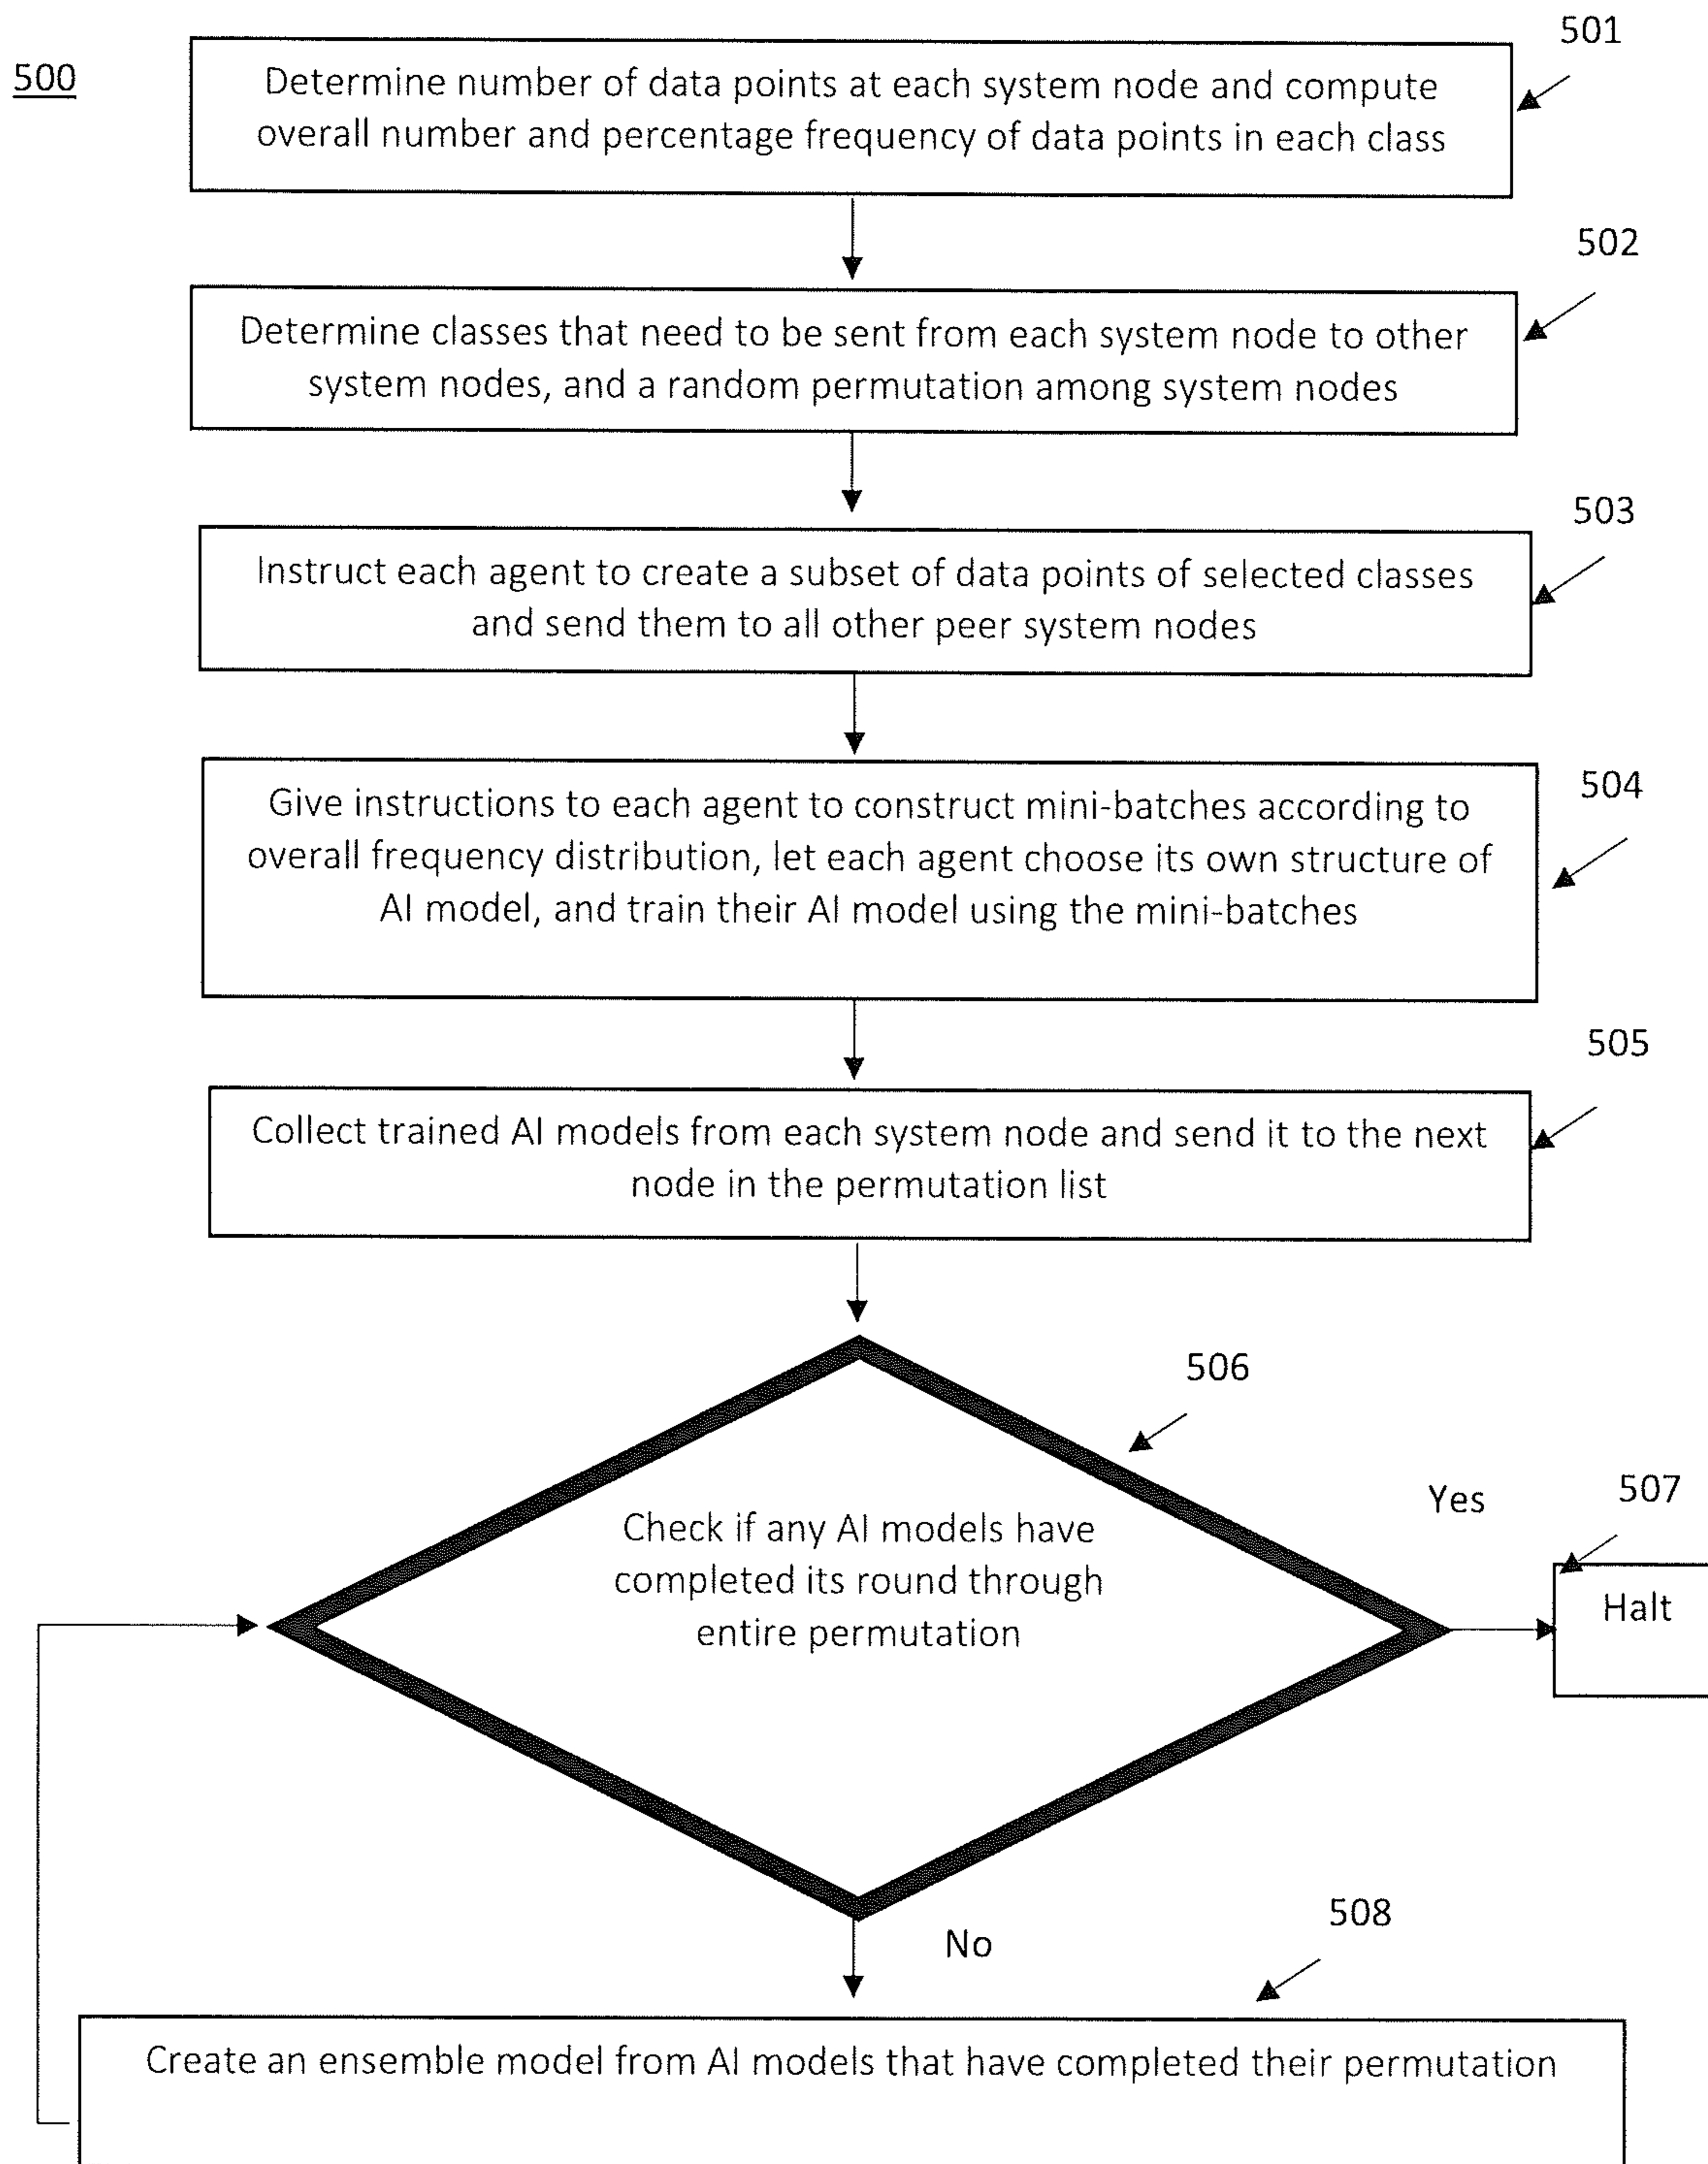 500
501
Determine number of data points at each system node and compute
overall number and percentage frequency of data points in each class
502
Determine classes that need to be sent from each system node to other
system nodes, and a random permutation among system nodes
503
Instruct each agent to create a subset of data points of selected classes
and send them to all other peer system nodes
504
Give instructions to each agent to construct mini-batches according to
overall frequency distribution, let each agent choose its own structure of
AI model, and train their AI model using the mini-batches
505
Collect trained AI models from each system node and send it to the next
node in the permutation list
506
Check if any AI models have
completed its round through
entire permutation
Yes
507
Halt
No
508
Create an ensemble model from AI models that have completed their permutation